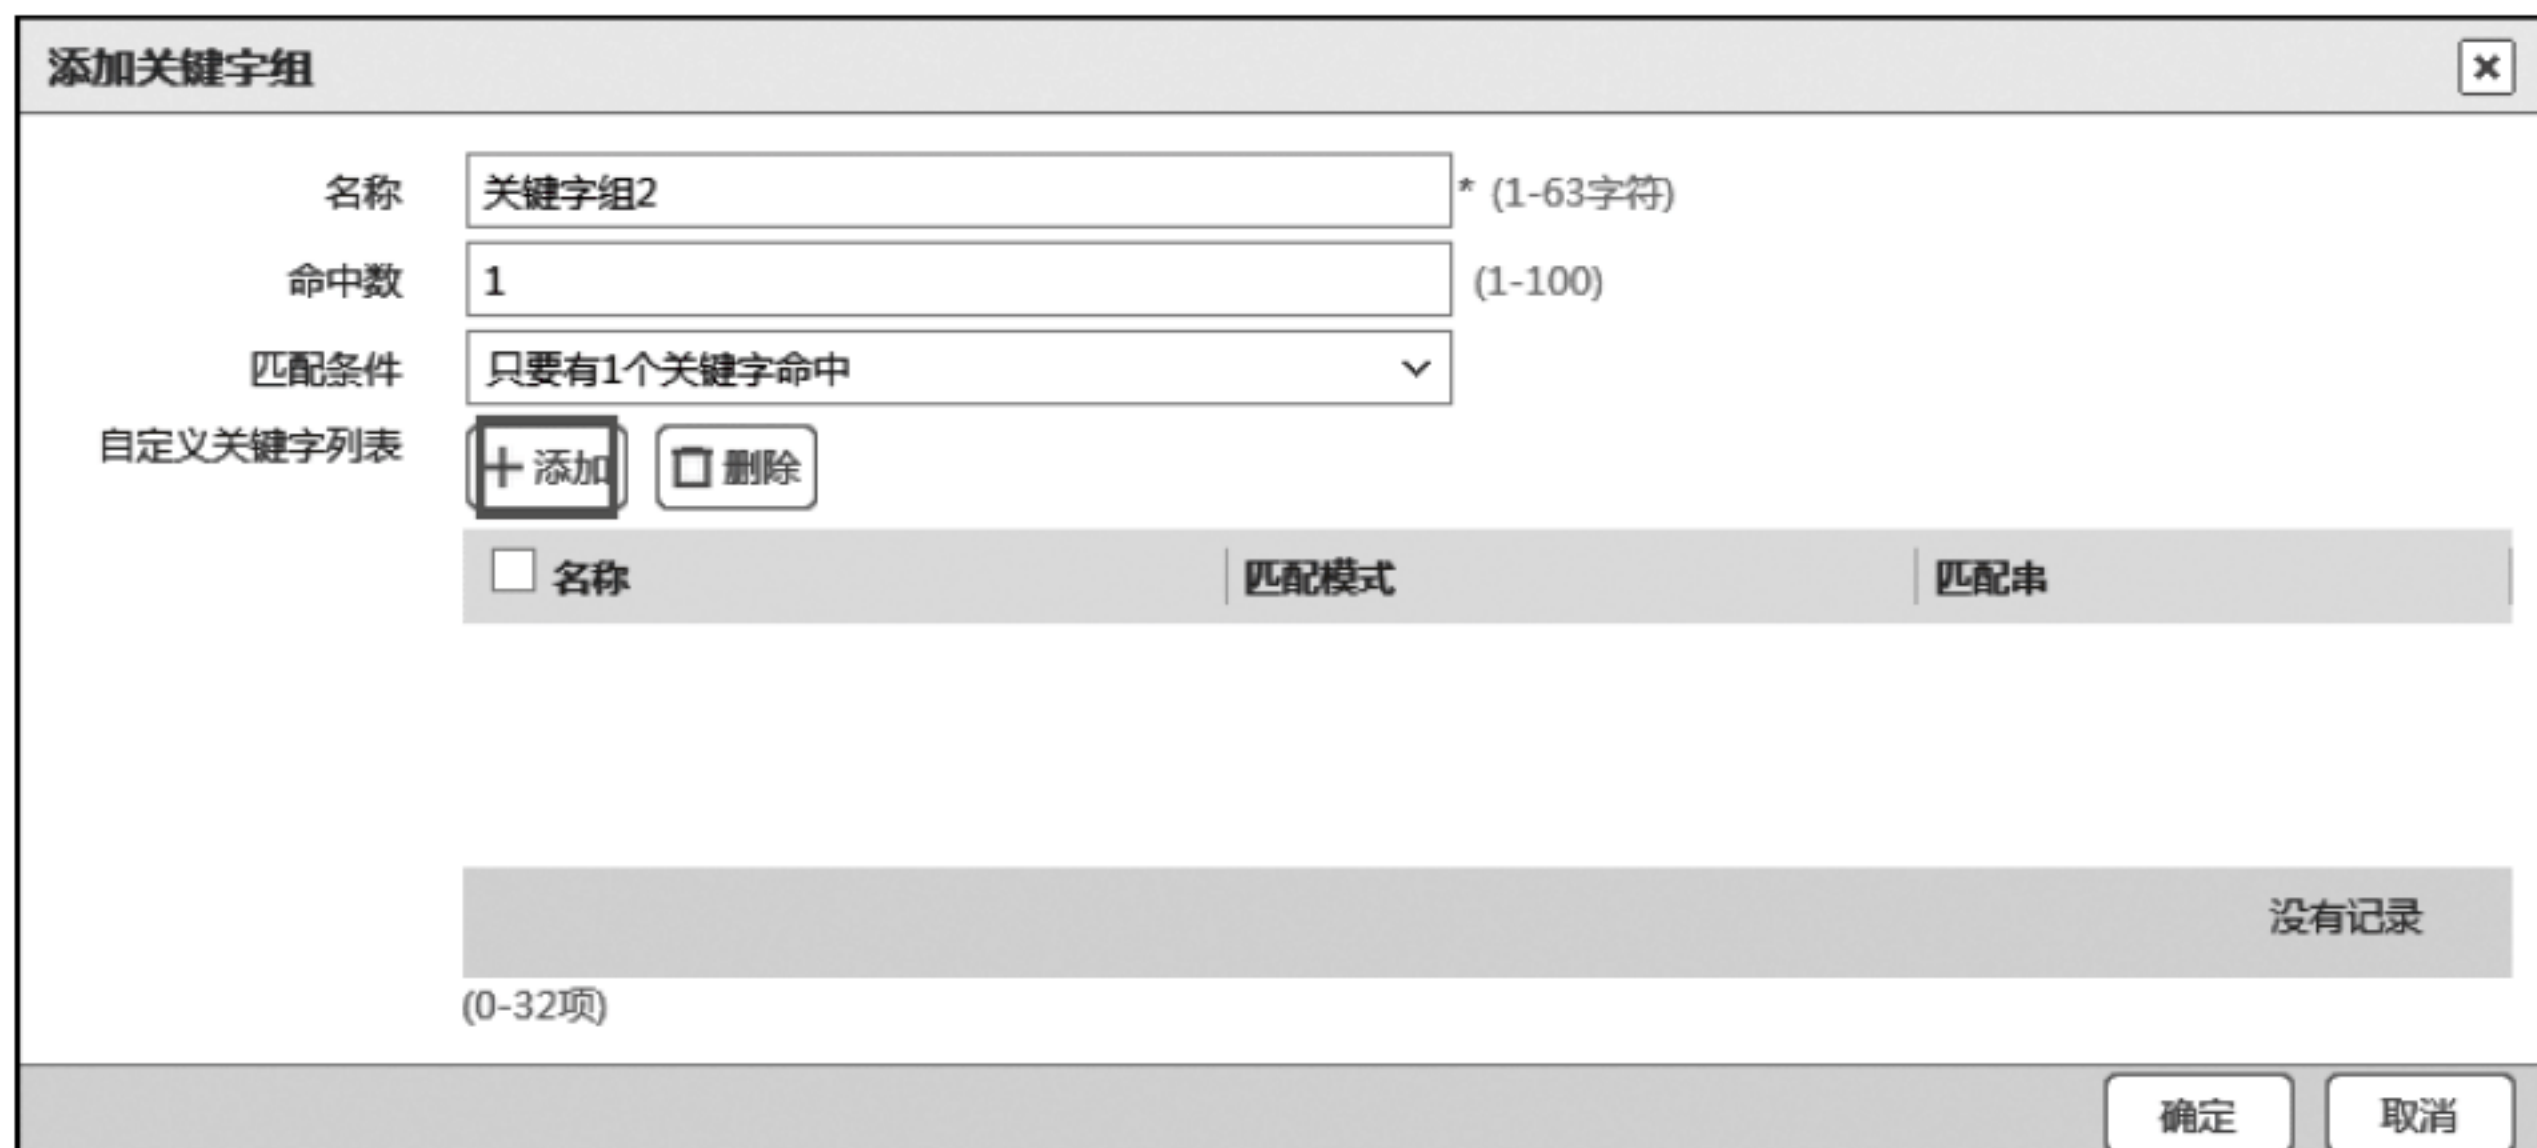 添加关键字组
名称 关键字组2 * (1-63字符)
命中数 1 (1-100)
匹配条件 只要有1个关键字命中
自定义关键字列表 添加 删除
名称 匹配模式 匹配串
没有记录
(0-32项)
确定 取消